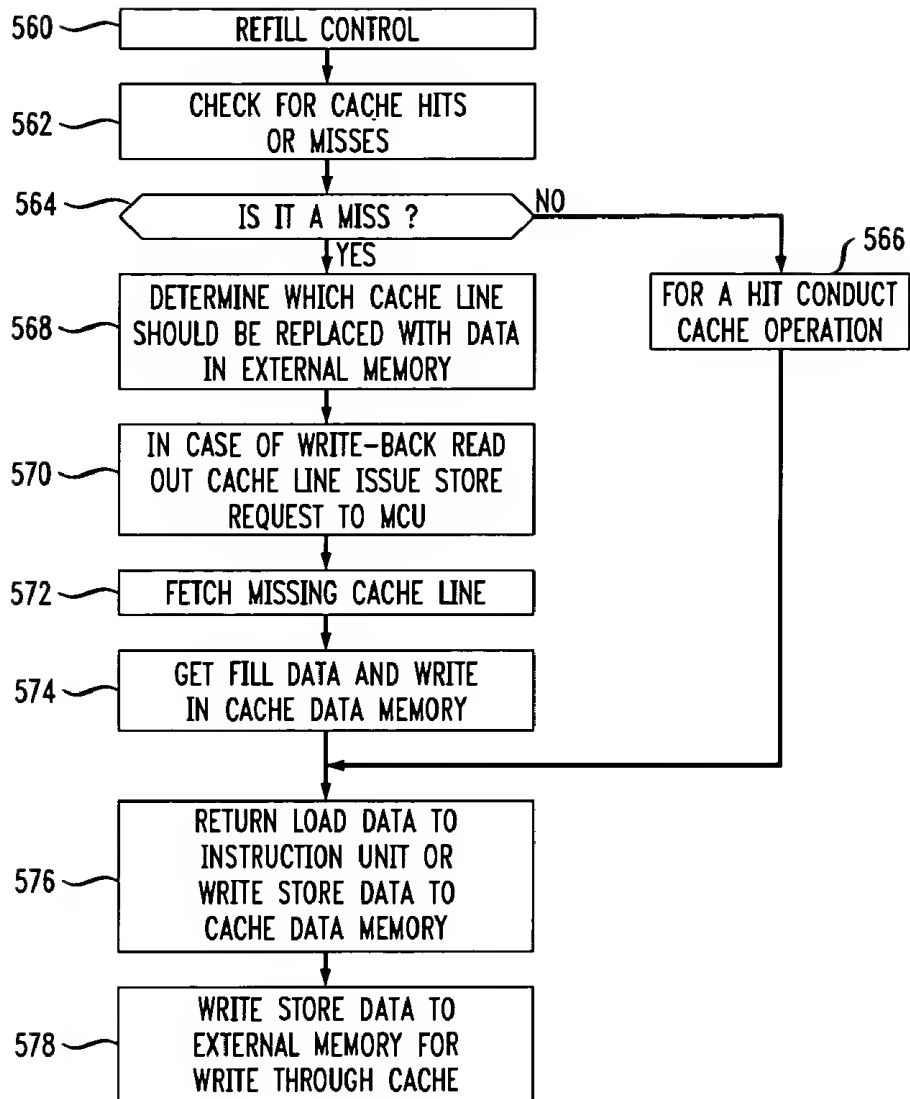 560
REFILL CONTROL
562
CHECK FOR CACHE HITS
OR MISSES
564
IS IT A MISS ?
NO
YES
566
FOR A HIT CONDUCT
CACHE OPERATION
568
DETERMINE WHICH CACHE LINE
SHOULD BE REPLACED WITH DATA
IN EXTERNAL MEMORY
570
IN CASE OF WRITE-BACK READ
OUT CACHE LINE ISSUE STORE
REQUEST TO MCU
572
FETCH MISSING CACHE LINE
574
GET FILL DATA AND WRITE
IN CACHE DATA MEMORY
576
RETURN LOAD DATA TO
INSTRUCTION UNIT OR
WRITE STORE DATA TO
CACHE DATA MEMORY
578
WRITE STORE DATA TO
EXTERNAL MEMORY FOR
WRITE THROUGH CACHE